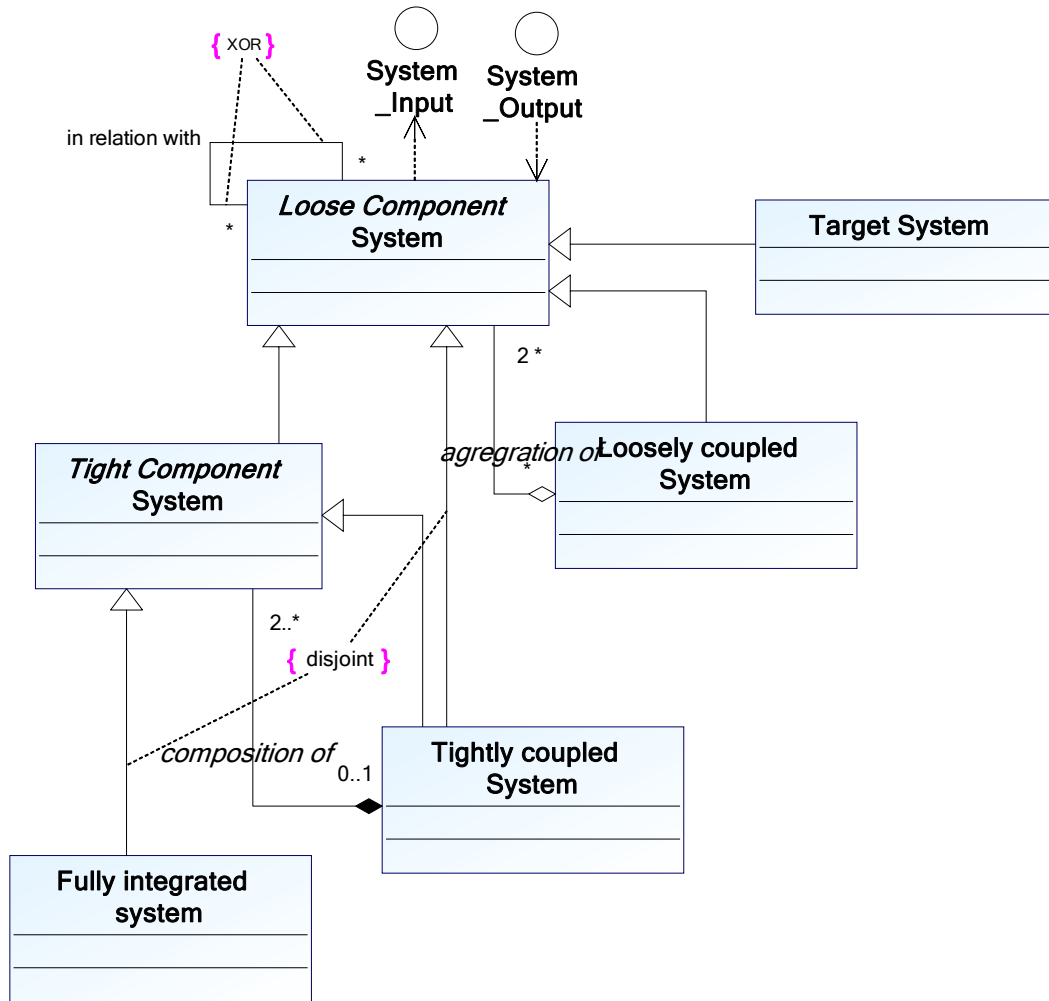 { XOR }
System
_Input
System
_Output
in relation with
*
*
Loose Component
System
Target System
2 *
agregration of
*
Loosely coupled
System
Tight Component
System
2..*
{ disjoint }
composition of
0..1
Tightly coupled
System
Fully integrated
system